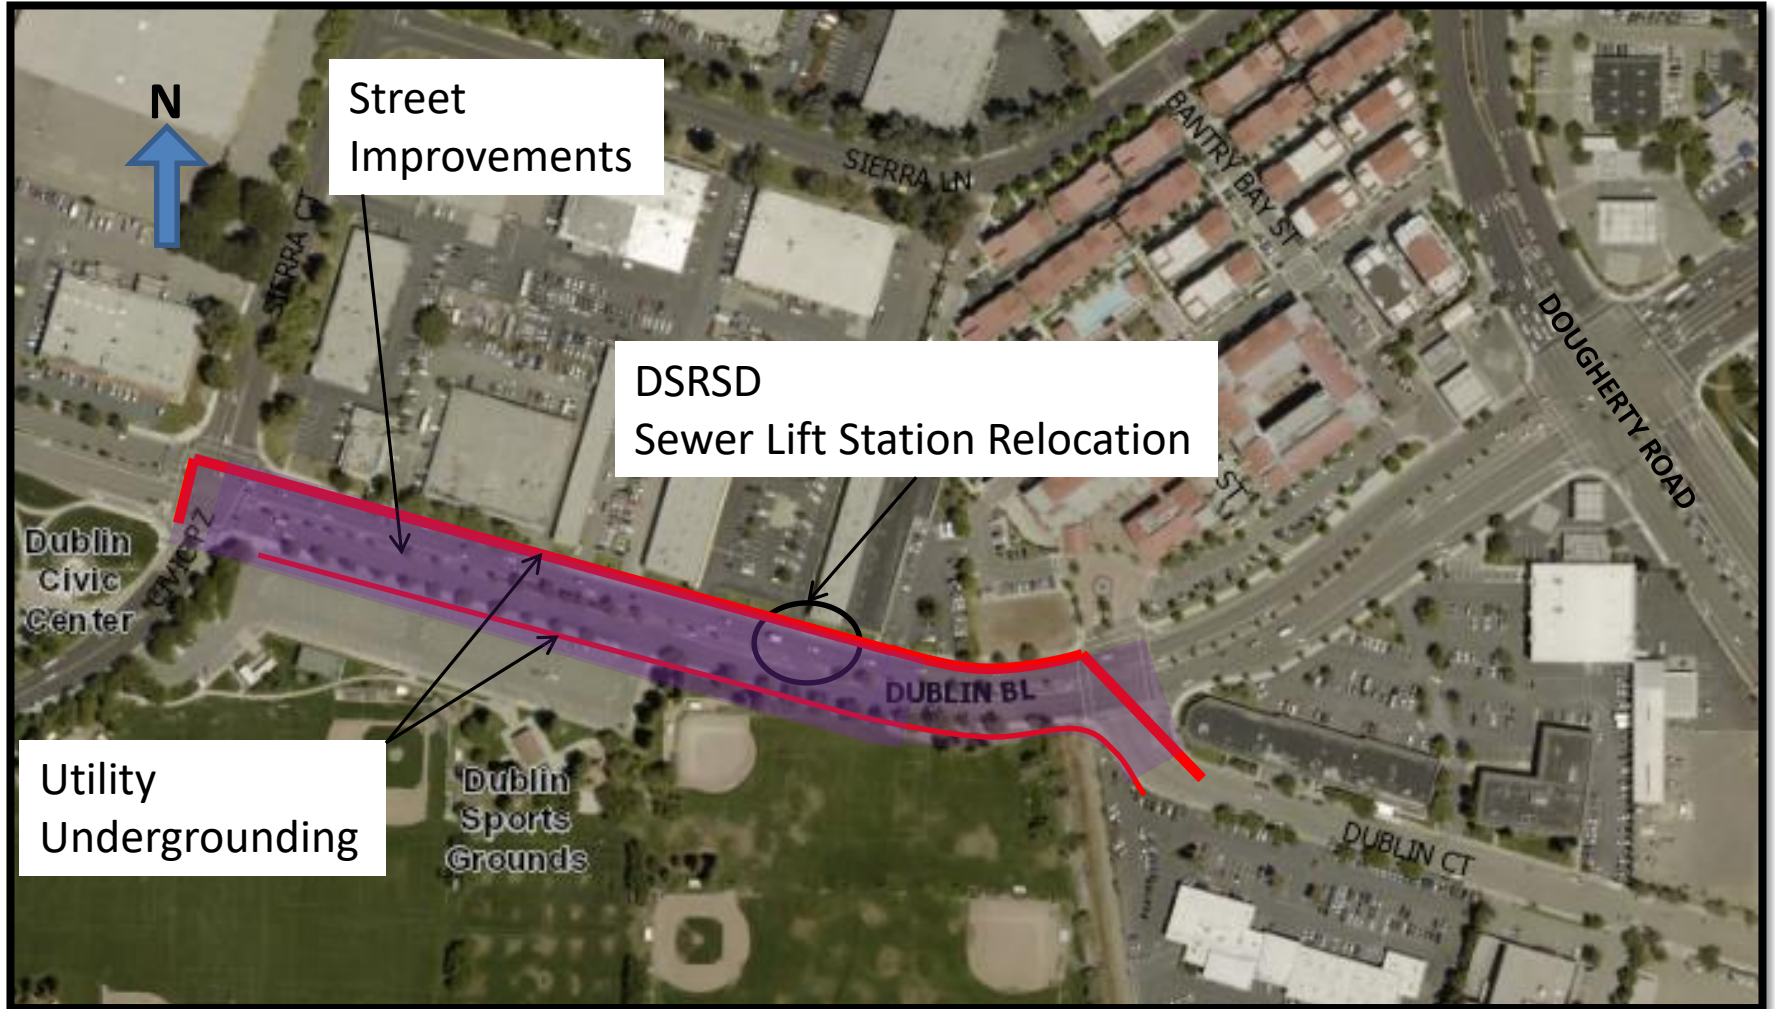 N
Street
Improvements
SIERRA LN
BANTRY BAY ST
SIERRA CT
DOUGHERTY ROAD
DSRSD
Sewer Lift Station Relocation
ST
Dublin
Civic
Center
CIVIC PZ
DUBLIN BL
Utility
Undergrounding
Dublin
Sports
Grounds
DUBLIN CT